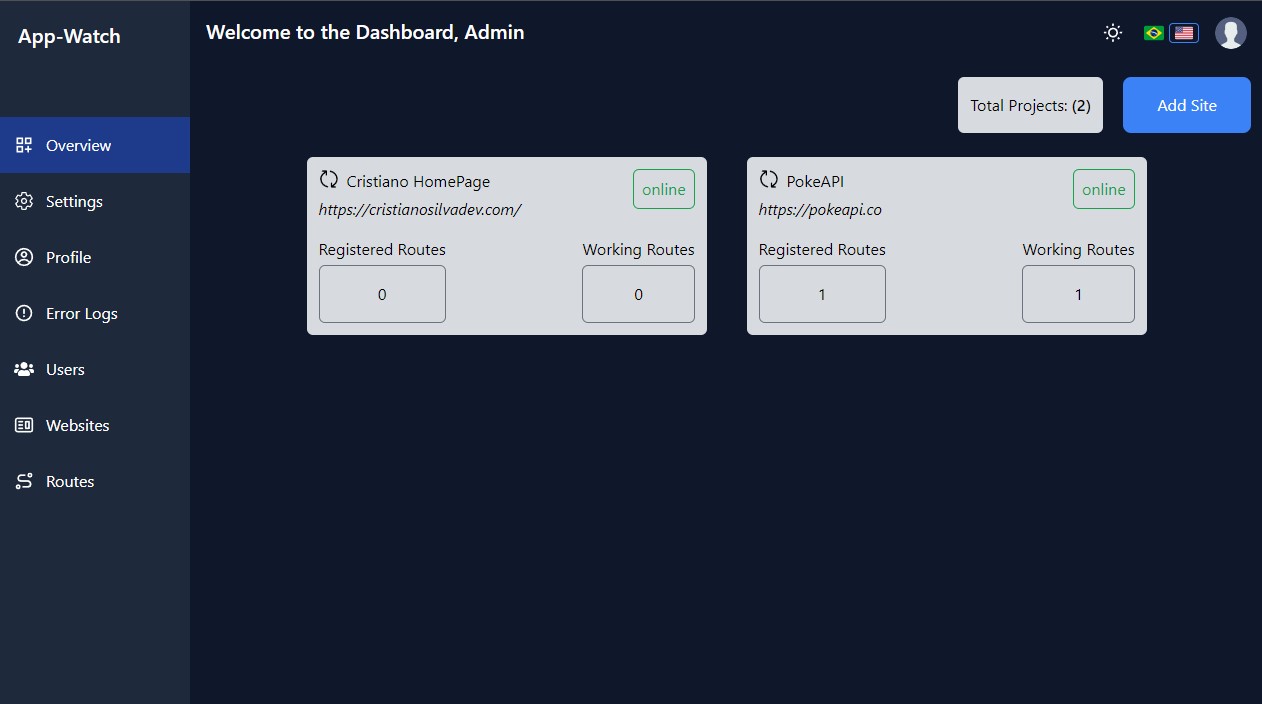 App-Watch
Welcome to the Dashboard, Admin
Total Projects: (2)
Add Site
Overview
Settings
Profile
Error Logs
Users
Websites
Routes
Cristiano HomePage
online
https://cristianosilvadev.com/
Registered Routes
Working Routes
0
0
PokeAPI
online
https://pokeapi.co
Registered Routes
Working Routes
1
1